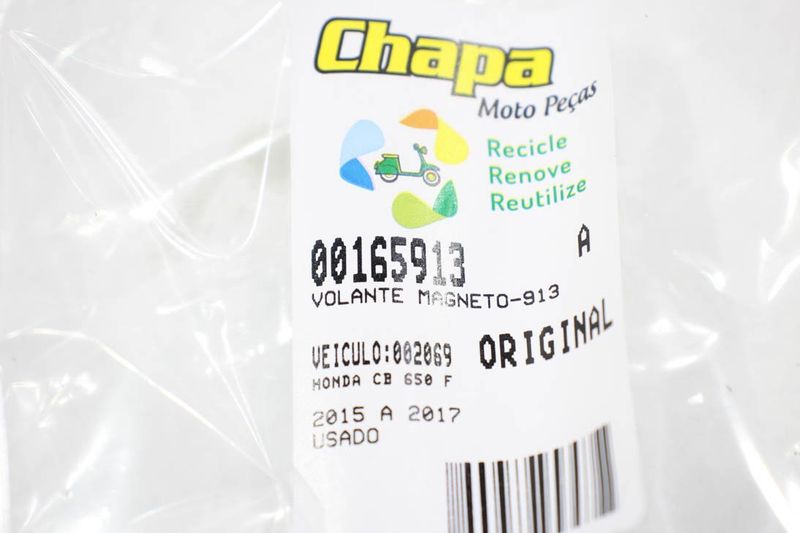 Chapa
Moto Peças
Recicle
Renove
Reutilize
00165913
A
VOLANTE MAGNETO-913
VEICULO:002069
ORIGINAL
HONDA CB 650 F
2015 A 2017
USADO